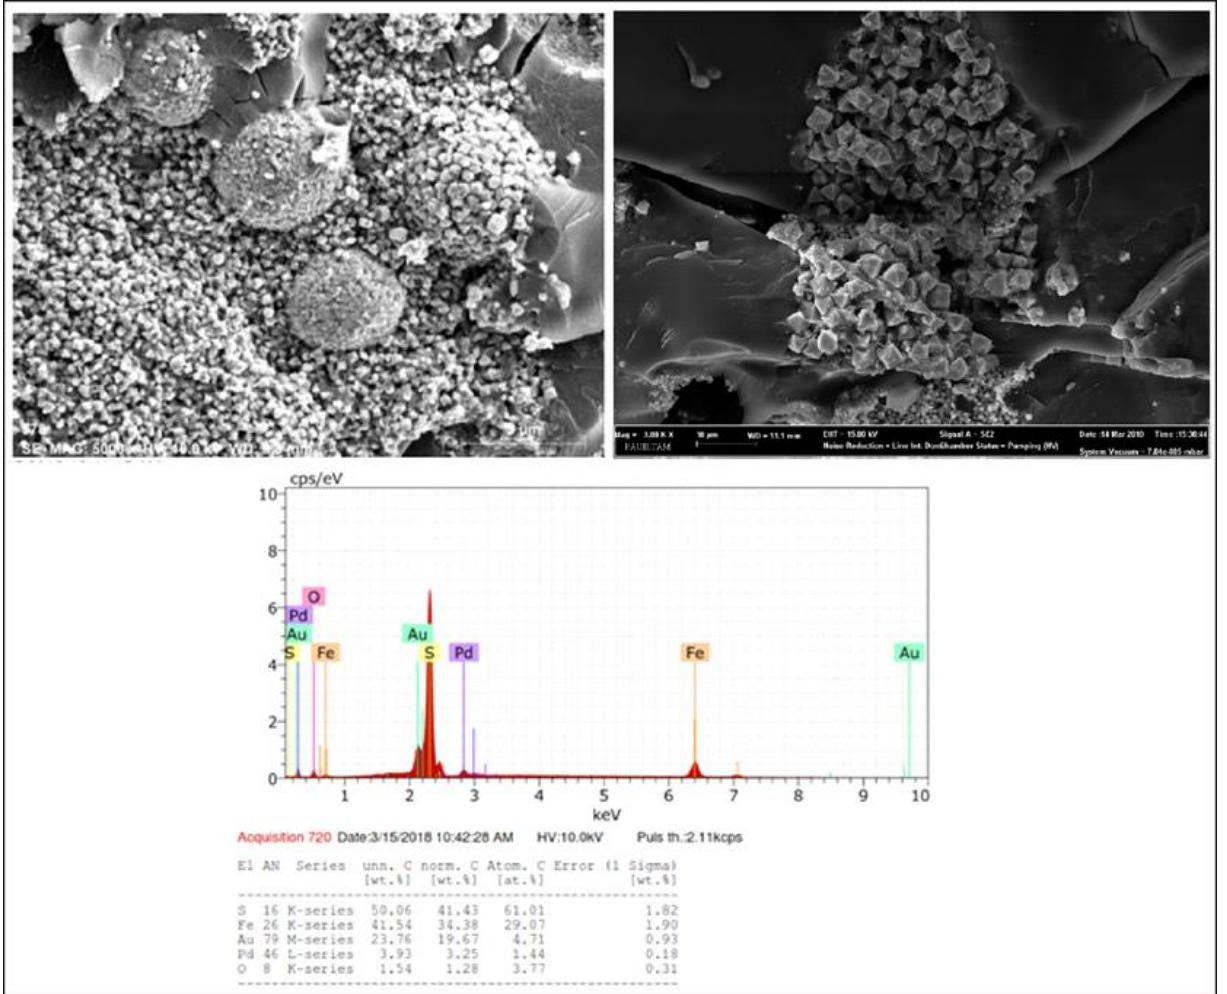 SE MAG: 500
µm
Mag = 3.00 K X
10 µm
WD = 11.1 mm
EHT = 15.00 kV
Signal A = SE2
Date :14 Mar 2010
Time :15:30:44
Noise Reduction = Line Int. Done
Chamber Status = Pumping (HV)
System Vacuum = 7.04e-005 mbar
cps/eV
10
8
6
4
2
0
O
Pd
Au
S
Fe
Au
S
Pd
Fe
Au
1 2 3 4 5 6 7 8 9 10
keV
Acquisition 720 Date:3/15/2018 10:42:28 AM HV:10.0kV Puls th.:2.11kcps
El AN Series unn. C norm. C Atom. C Error (1 Sigma)
[wt.%] [wt.%] [at.%] [wt.%]
S 16 K-series 50.06 41.43 61.01 1.82
Fe 26 K-series 41.54 34.38 29.07 1.90
Au 79 M-series 23.76 19.67 4.71 0.93
Pd 46 L-series 3.93 3.25 1.44 0.18
O 8 K-series 1.54 1.28 3.77 0.31